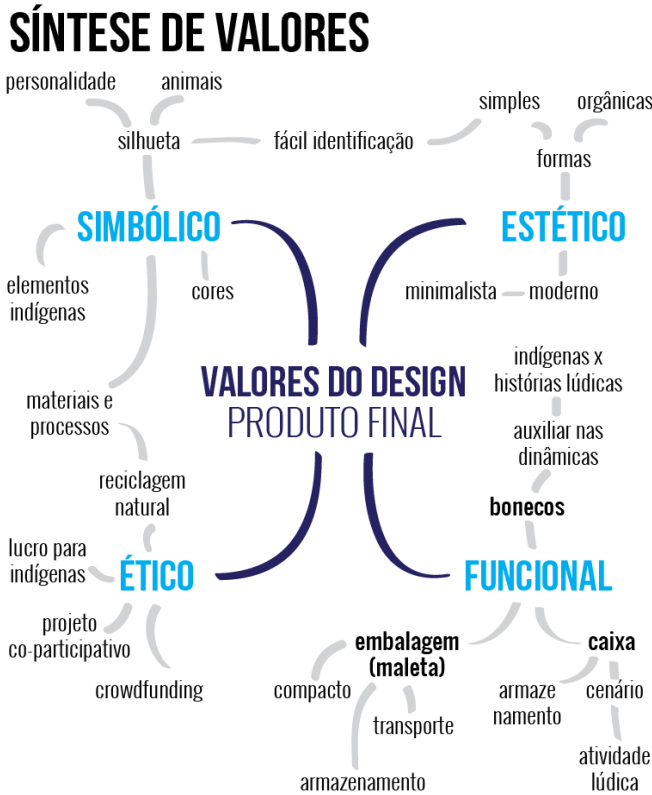 SÍNTESE DE VALORES
personalidade
animais
silhueta
fácil identificação
simples
orgânicas
formas
SIMBÓLICO
ESTÉTICO
elementos
indígenas
cores
minimalista
moderno
VALORES DO DESIGN
PRODUTO FINAL
indígenas x
histórias lúdicas
auxiliar nas
dinâmicas
bonecos
materiais e
processos
reciclagem
natural
lucro para
indígenas
ÉTICO
FUNCIONAL
projeto
co-participativo
crowdfunding
embalagem
(maleta)
caixa
compacto
transporte
armazenamento
armaze
namento
cenário
atividade
lúdica